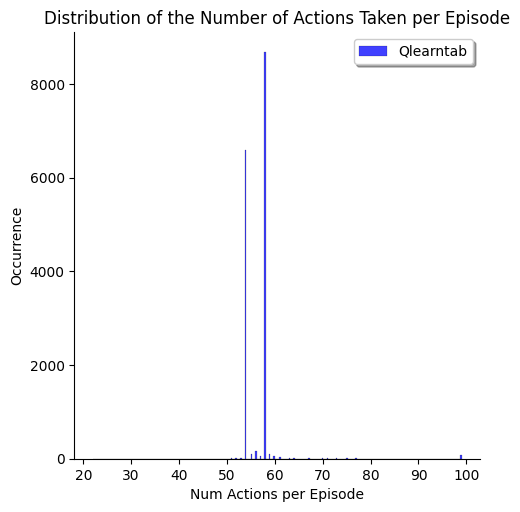 Distribution of the Number of Actions Taken per Episode
Qlearntab
8000
6000
4000
2000
0
Occurrence
20 30 40 50 60 70 80 90 100
Num Actions per Episode